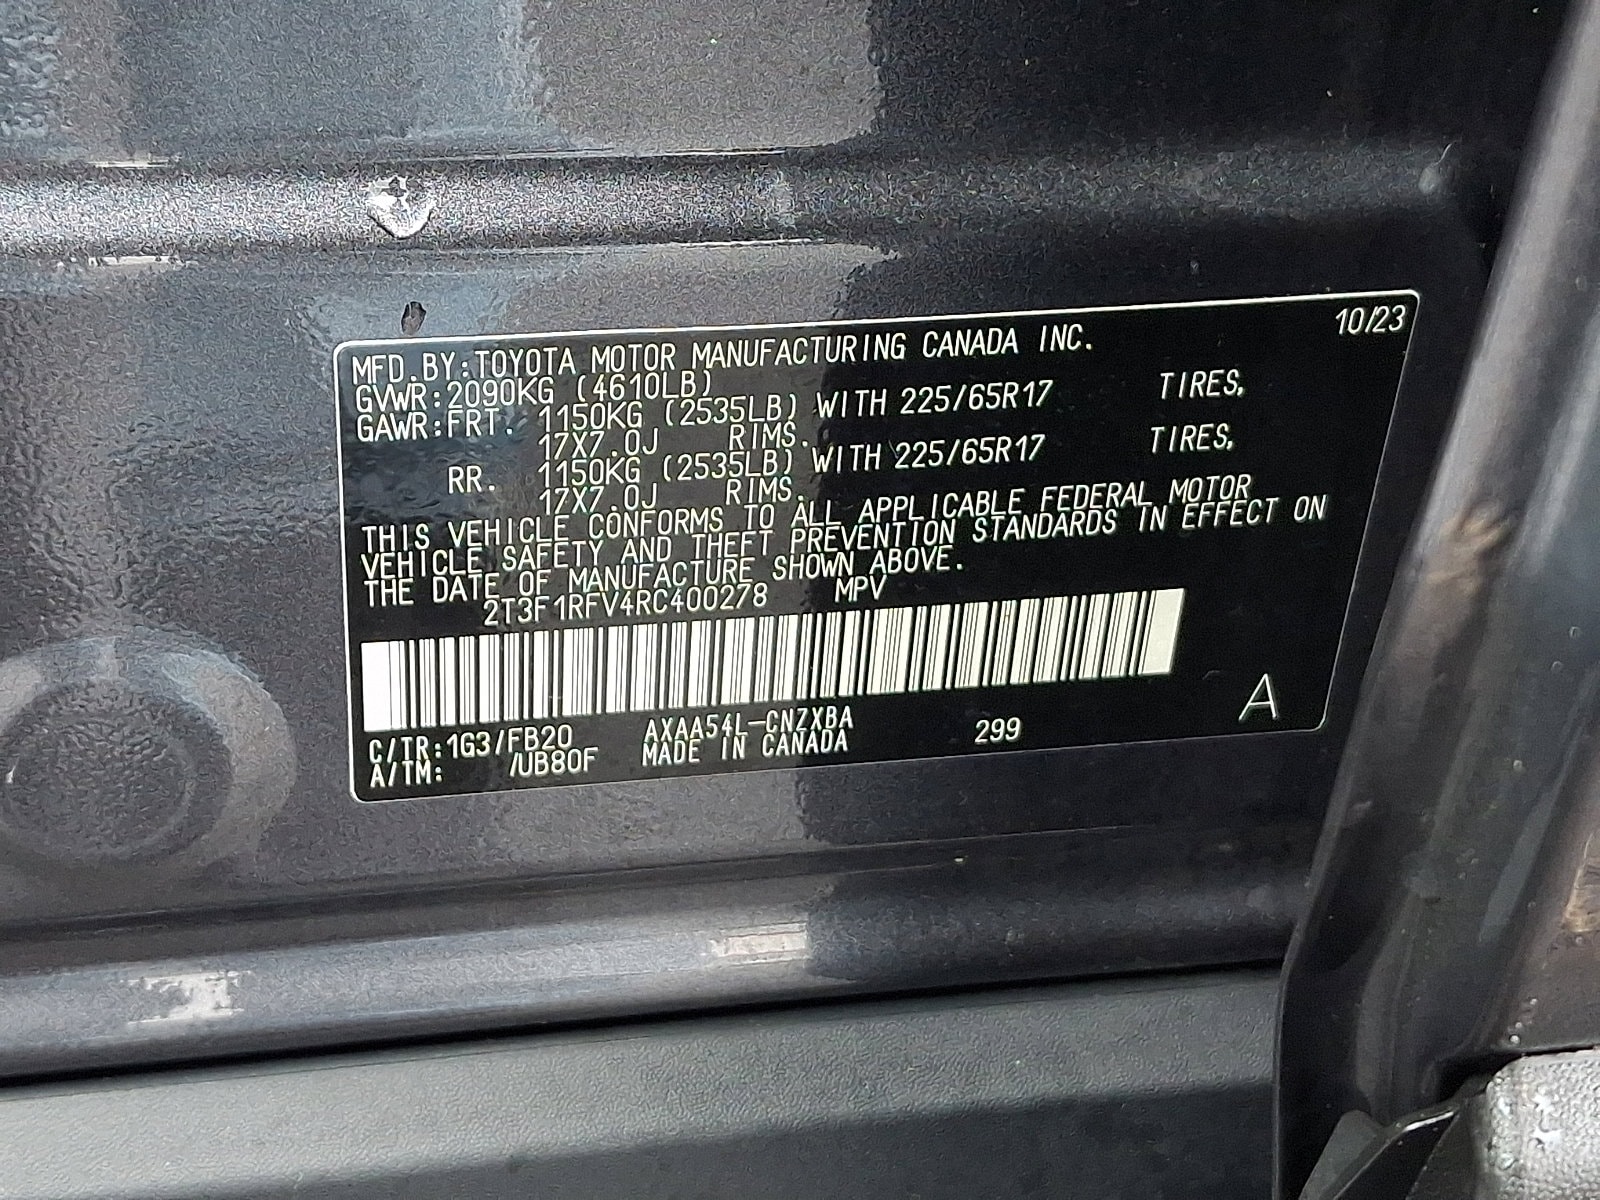 10/23
MFD.BY:TOYOTA MOTOR MANUFACTURING CANADA INC.
GVWR:2090KG (4610LB)
GAWR:FRT. 1150KG (2535LB) WITH 225/65R17 TIRES,
17X7.0J RIMS.
RR. 1150KG (2535LB) WITH 225/65R17 TIRES,
17X7.0J RIMS.
THIS VEHICLE CONFORMS TO ALL APPLICABLE FEDERAL MOTOR
VEHICLE SAFETY AND THEFT PREVENTION STANDARDS IN EFFECT ON
THE DATE OF MANUFACTURE SHOWN ABOVE.
2T3F1RFV4RC400278 MPV
C/TR:1G3/FB20 AXAA54L-CNZXBA 299 A
A/TM: /UB80F MADE IN CANADA